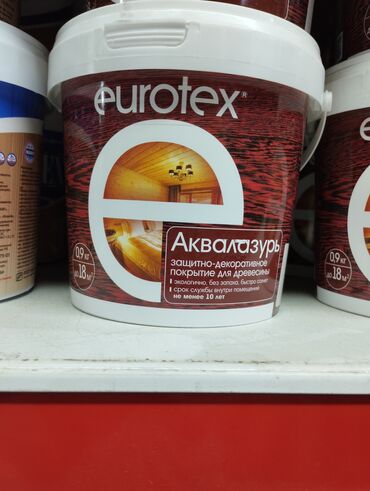 eurotex®
Аквалазурь
защитно-декоративное
покрытие для древесины
• экологично, без запаха, быстро сохнет
• срок службы внутри помещений
не менее 10 лет
0,9 кг
до 18 м²
0,9 кг
до 18 м²